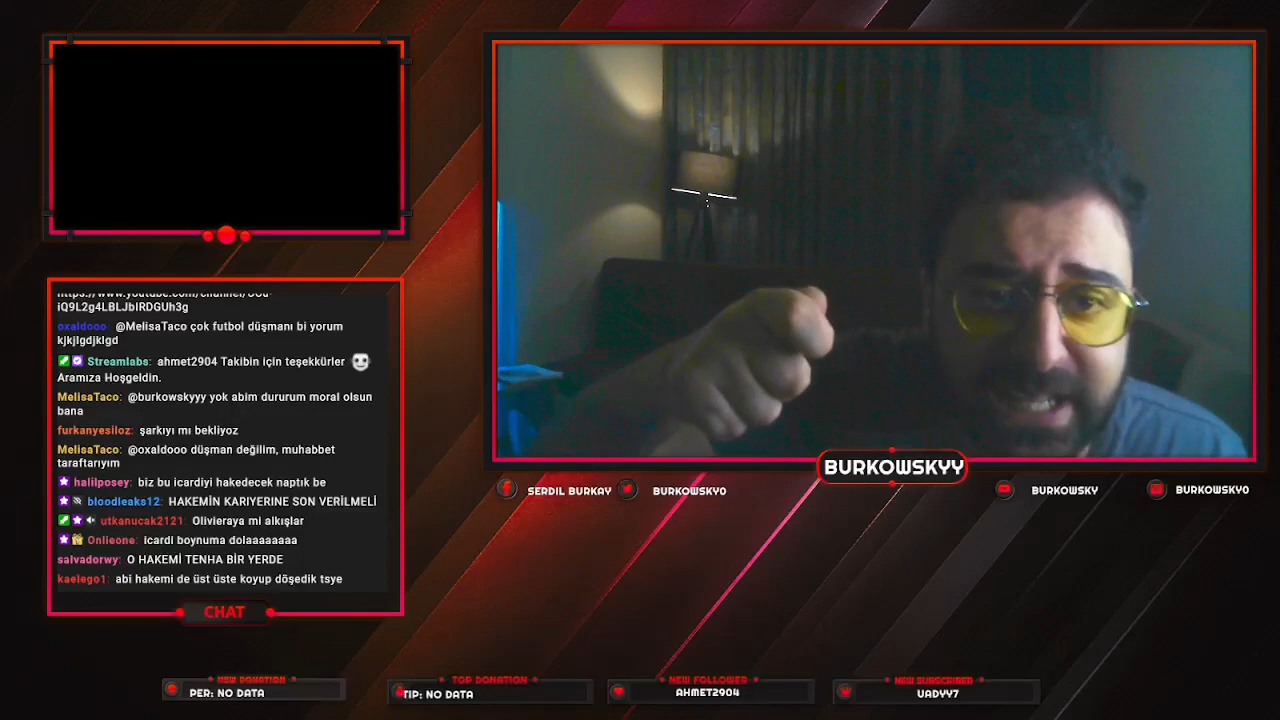 iQ9L2g4LBLJbIRDGUh3g
oxaldooo: @MelisaTaco çok futbol düşmanı bi yorum
kjkjlgdjklgd
Streamlabs: ahmet2904 Takibin için teşekkürler
Aramıza Hoşgeldin.
MelisaTaco: @burkowskyyy yok abim dururum moral olsun
bana
furkanyesiloz: şarkıyı mı bekliyoz
MelisaTaco: @oxaldooo düşman değilim, muhabbet
taraftarıyım
halilposey: biz bu icardiyi hakedecek naptık be
bloodleaks12: HAKEMİN KARIYERINE SON VERİLMELİ
utkanucak2121: Olivieraya mi alkışlar
Onlieone: icardi boynuma dolaaaaaaa
salvadorwy: O HAKEMİ TENHA BİR YERDE
kaelego1: abi hakemi de üst üste koyup döşedik tsye
CHAT
BURKOWSKYY
SERDIL BURKAY
BURKOWSKY0
BURKOWSKY
BURKOWSKY0
NEW DONATION
PER: NO DATA
TOP DONATION
TIP: NO DATA
NEW FOLLOWER
AHMET2904
NEW SUBSCRIBED
UADYY7